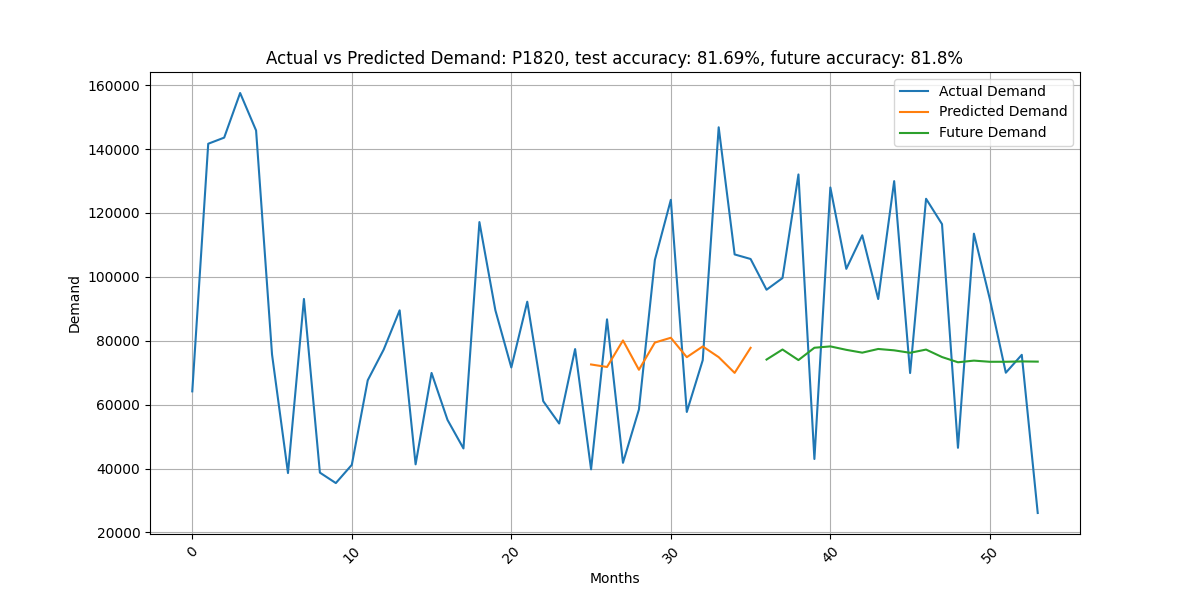 Actual vs Predicted Demand: P1820, test accuracy: 81.69%, future accuracy: 81.8%
160000
140000
120000
100000
80000
60000
40000
20000
Demand
Actual Demand
Predicted Demand
Future Demand
0
10
20
30
40
50
Months